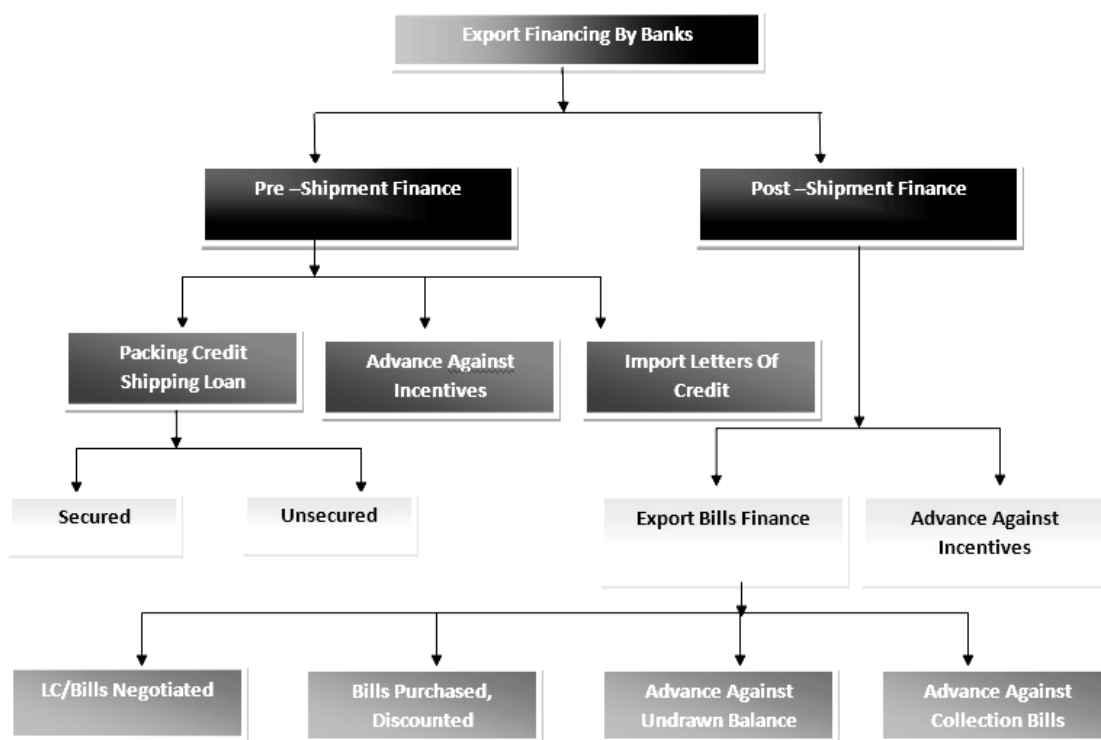 Export Financing By Banks
Pre –Shipment Finance
Post –Shipment Finance
Packing Credit
Shipping Loan
Advance Against
Incentives
Import Letters Of
Credit
Secured
Unsecured
Export Bills Finance
Advance Against
Incentives
LC/Bills Negotiated
Bills Purchased,
Discounted
Advance Against
Undrawn Balance
Advance Against
Collection Bills